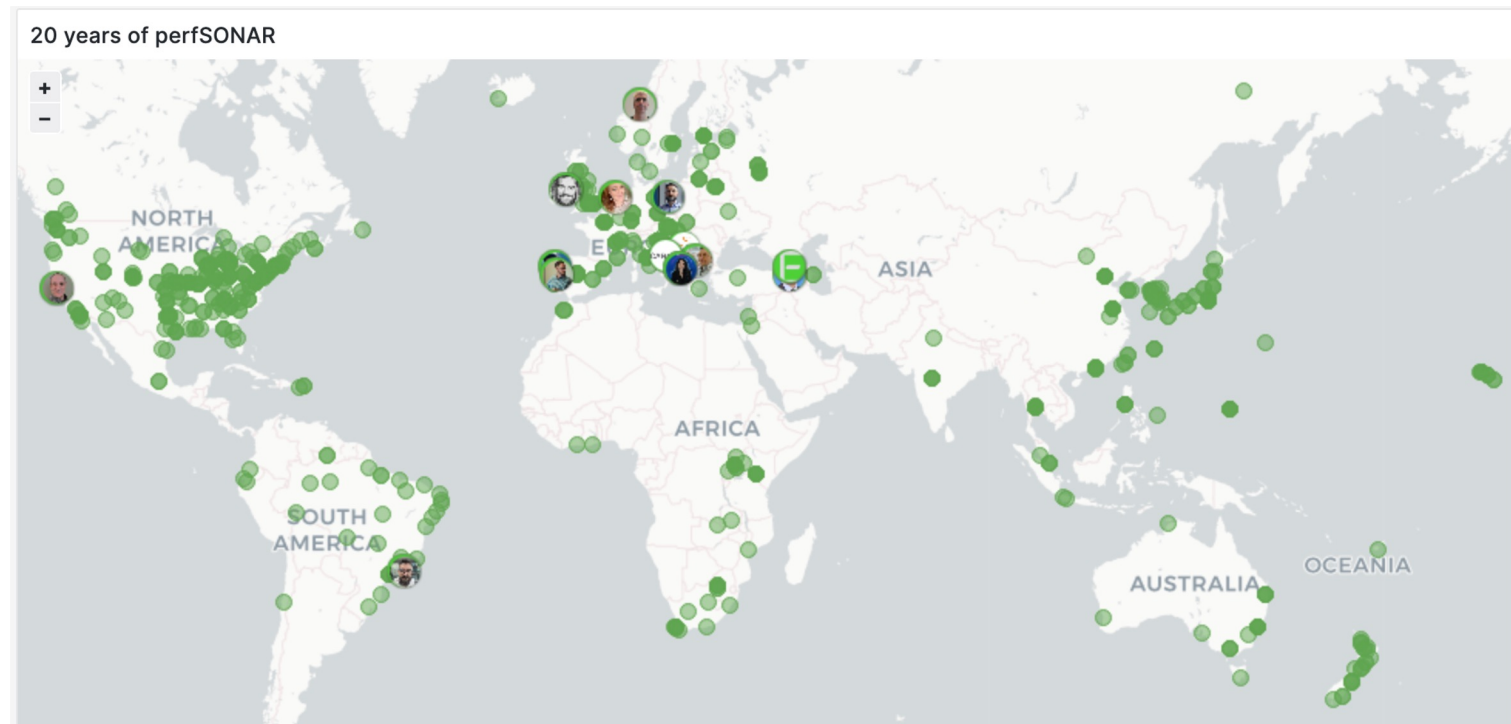 20 years of perfSONAR
+
−
NORTH
AMERICA
ASIA
AFRICA
SOUTH
AMERICA
OCEANIA
AUSTRALIA